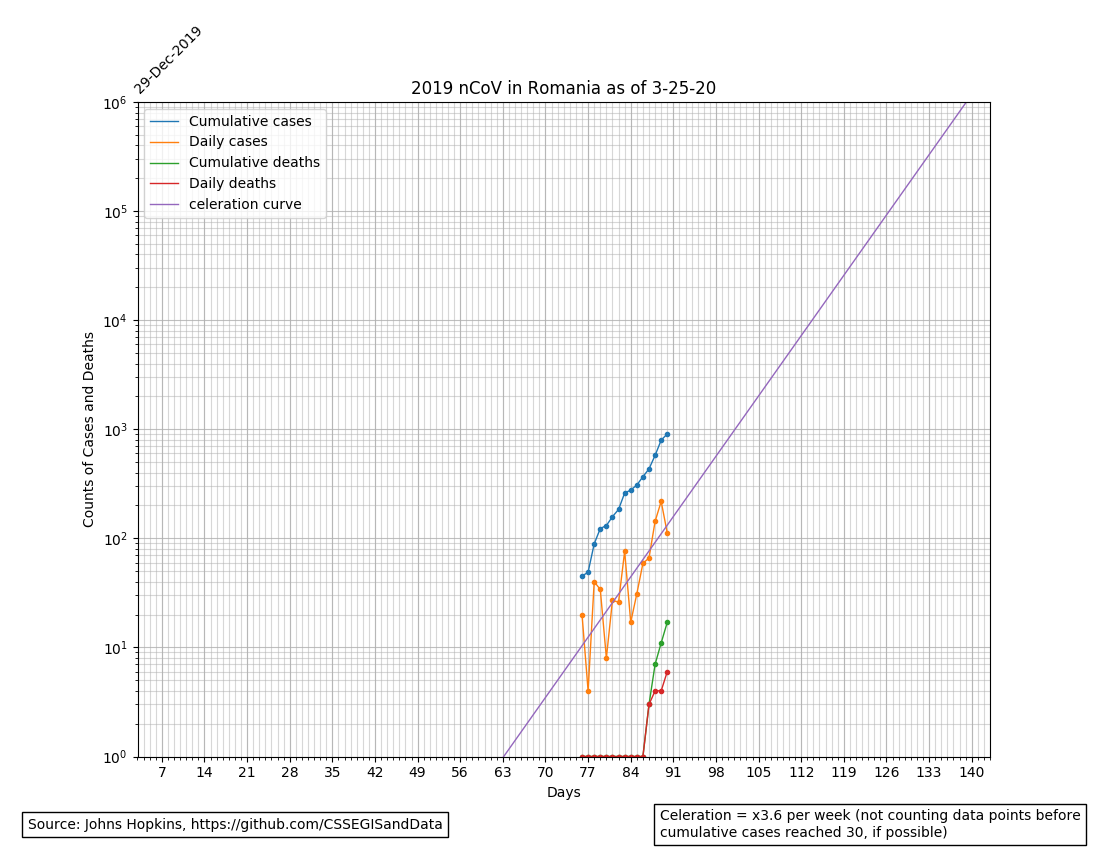 29-Dec-2019
2019 nCoV in Romania as of 3-25-20
Cumulative cases
Daily cases
Cumulative deaths
Daily deaths
celeration curve
10^6
10^5
10^4
10^3
10^2
10^1
10^0
Counts of Cases and Deaths
7 14 21 28 35 42 49 56 63 70 77 84 91 98 105 112 119 126 133 140
Days
Source: Johns Hopkins, https://github.com/CSSEGISandData
Celeration = x3.6 per week (not counting data points before
cumulative cases reached 30, if possible)